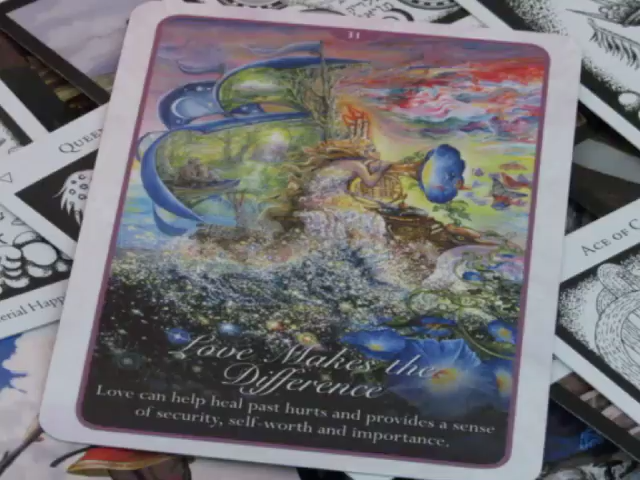 31
QUEEN
ACE OF C
erial Happ
Love Makes the
Difference
Love can help heal past hurts and provides a sense
of security, self-worth and importance.